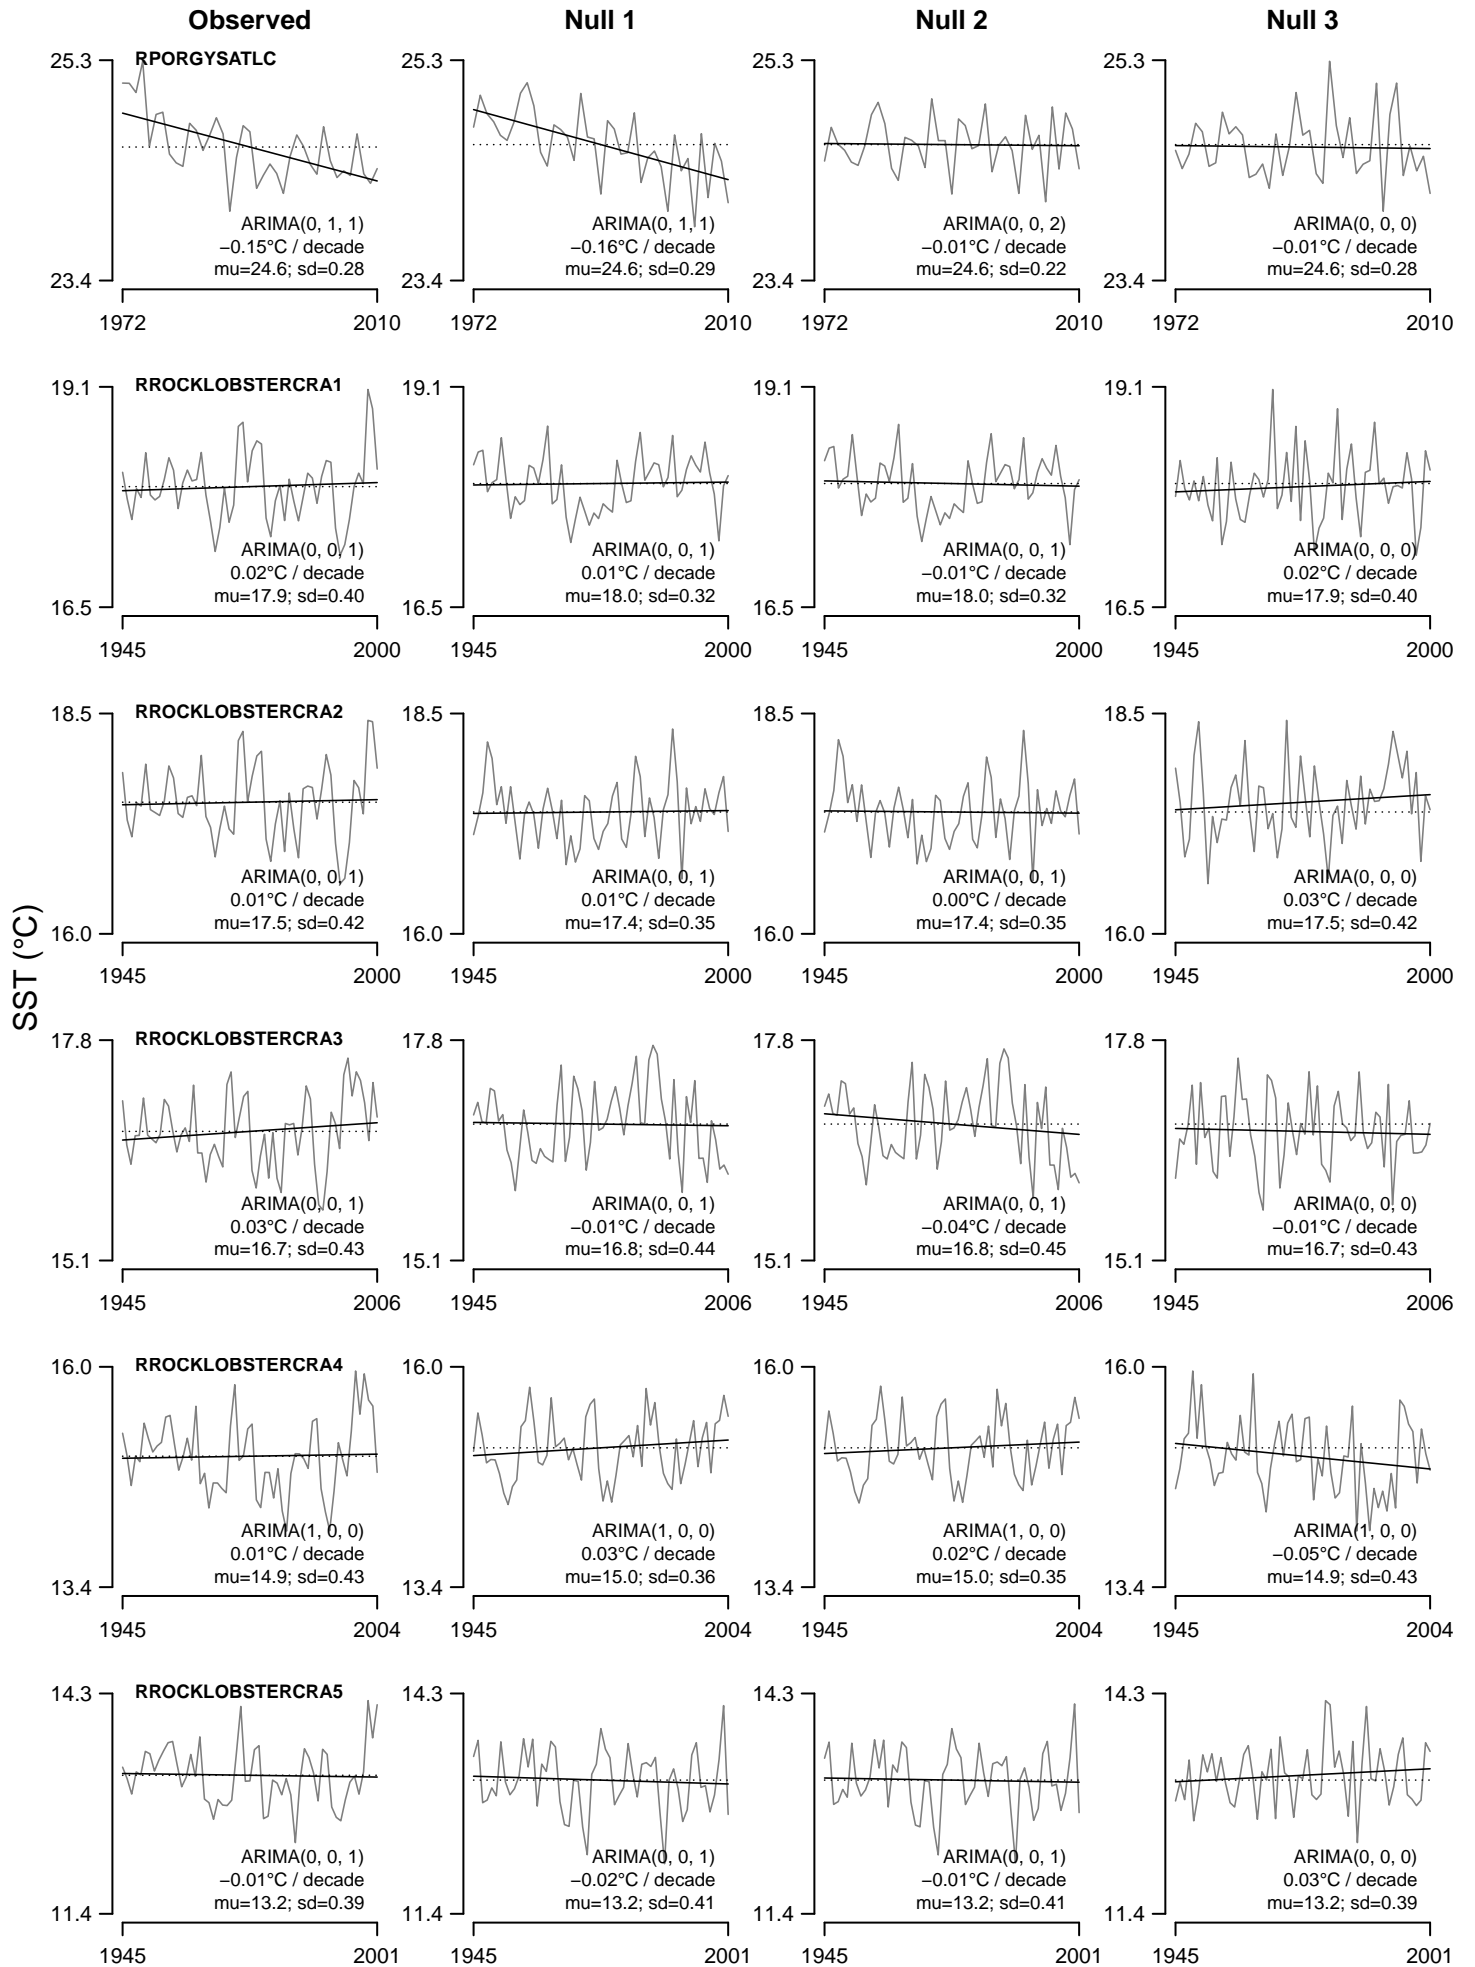 Observed Null 1 Null 2 Null 3
RPORGYSATLC
25.3 25.3 25.3 25.3
ARIMA(0, 1, 1) ARIMA(0, 1, 1) ARIMA(0, 0, 2) ARIMA(0, 0, 0)
−0.15°C / decade −0.16°C / decade −0.01°C / decade −0.01°C / decade
mu=24.6; sd=0.28 mu=24.6; sd=0.29 mu=24.6; sd=0.22 mu=24.6; sd=0.28
23.4 23.4 23.4 23.4
1972 2010 1972 2010 1972 2010 1972 2010
RROCKLOBSTERCRA1
19.1 19.1 19.1 19.1
ARIMA(0, 0, 1) ARIMA(0, 0, 1) ARIMA(0, 0, 1) ARIMA(0, 0, 0)
0.02°C / decade 0.01°C / decade −0.01°C / decade 0.02°C / decade
mu=17.9; sd=0.40 mu=18.0; sd=0.32 mu=18.0; sd=0.32 mu=17.9; sd=0.40
16.5 16.5 16.5 16.5
1945 2000 1945 2000 1945 2000 1945 2000
RROCKLOBSTERCRA2
18.5 18.5 18.5 18.5
ARIMA(0, 0, 1) ARIMA(0, 0, 1) ARIMA(0, 0, 1) ARIMA(0, 0, 0)
0.01°C / decade 0.01°C / decade 0.00°C / decade 0.03°C / decade
mu=17.5; sd=0.42 mu=17.4; sd=0.35 mu=17.4; sd=0.35 mu=17.5; sd=0.42
16.0 16.0 16.0 16.0
1945 2000 1945 2000 1945 2000 1945 2000
SST (°C)
RROCKLOBSTERCRA3
17.8 17.8 17.8 17.8
ARIMA(0, 0, 1) ARIMA(0, 0, 1) ARIMA(0, 0, 1) ARIMA(0, 0, 0)
0.03°C / decade −0.01°C / decade −0.04°C / decade −0.01°C / decade
mu=16.7; sd=0.43 mu=16.8; sd=0.44 mu=16.8; sd=0.45 mu=16.7; sd=0.43
15.1 15.1 15.1 15.1
1945 2006 1945 2006 1945 2006 1945 2006
RROCKLOBSTERCRA4
16.0 16.0 16.0 16.0
ARIMA(1, 0, 0) ARIMA(1, 0, 0) ARIMA(1, 0, 0) ARIMA(1, 0, 0)
0.01°C / decade 0.03°C / decade 0.02°C / decade −0.05°C / decade
mu=14.9; sd=0.43 mu=15.0; sd=0.36 mu=15.0; sd=0.35 mu=14.9; sd=0.43
13.4 13.4 13.4 13.4
1945 2004 1945 2004 1945 2004 1945 2004
RROCKLOBSTERCRA5
14.3 14.3 14.3 14.3
ARIMA(0, 0, 1) ARIMA(0, 0, 1) ARIMA(0, 0, 1) ARIMA(0, 0, 0)
−0.01°C / decade −0.02°C / decade −0.01°C / decade 0.03°C / decade
mu=13.2; sd=0.39 mu=13.2; sd=0.41 mu=13.2; sd=0.41 mu=13.2; sd=0.39
11.4 11.4 11.4 11.4
1945 2001 1945 2001 1945 2001 1945 2001